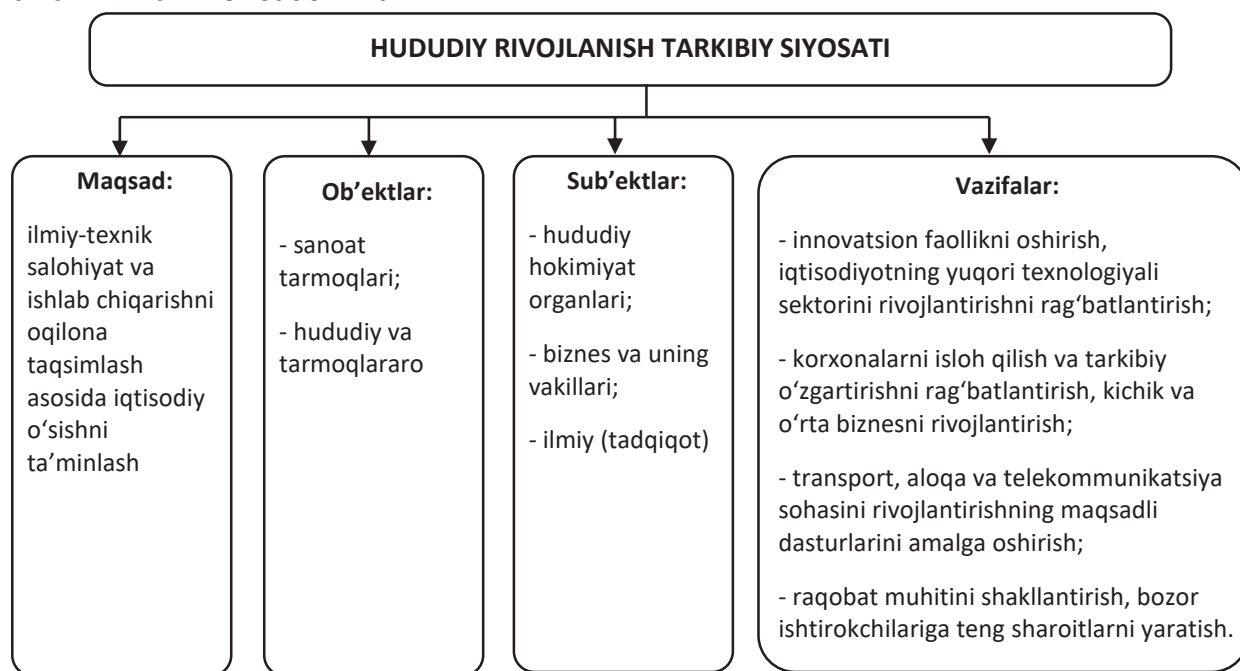 HUDUDIY RIVOJLANISH TARKIBIY SIYOSATI
Maqsad:
ilmiy-texnik
salohiyat va
ishlab chiqarishni
oqilona
taqsimlash
asosida iqtisodiy
o‘sishni
ta’minlash
Ob’ektlar:
- sanoat
tarmoqlari;
- hududiy va
tarmoqlararo
Sub’ektlar:
- hududiy
hokimiyat
organlari;
- biznes va uning
vakillari;
- ilmiy (tadqiqot)
Vazifalar:
- innovatsion faollikni oshirish,
iqtisodiyotning yuqori texnologiyali
sektorini rivojlantirishni rag‘batlantirish;
- korxonalarni isloh qilish va tarkibiy
o‘zgartirishni rag‘batlantirish, kichik va
o‘rta biznesni rivojlantirish;
- transport, aloqa va telekommunikatsiya
sohasini rivojlantirishning maqsadli
dasturlarini amalga oshirish;
- raqobat muhitini shakllantirish, bozor
ishtirokchilariga teng sharoitlarni yaratish.